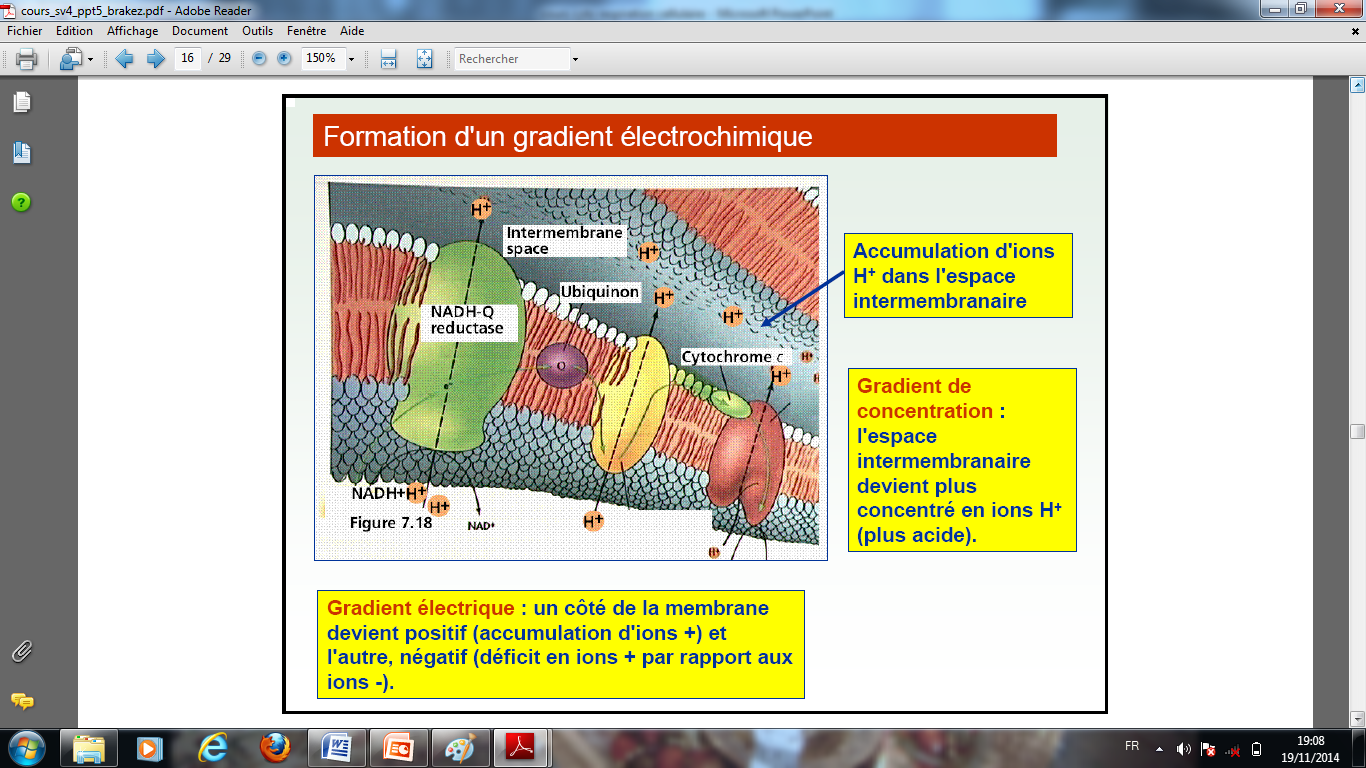 cours_sv4_ppt5_brakez.pdf - Adobe Reader
Fichier Edition Affichage Document Outils Fenêtre Aide
16 / 29 150% Rechercher
Formation d'un gradient électrochimique
H+
Intermembrane
space
H+
Ubiquinon
H+
NADH-Q
reductase
H+
Cytochrome c
H+
H+
Q
NADH+H+
H+
Figure 7.18
NAD+
H+
H+
Accumulation d'ions
H+ dans l'espace
intermembranaire
Gradient de
concentration :
l'espace
intermembranaire
devient plus
concentré en ions H+
(plus acide).
Gradient électrique : un côté de la membrane
devient positif (accumulation d'ions +) et
l'autre, négatif (déficit en ions + par rapport aux
ions -).
FR
19:08
19/11/2014